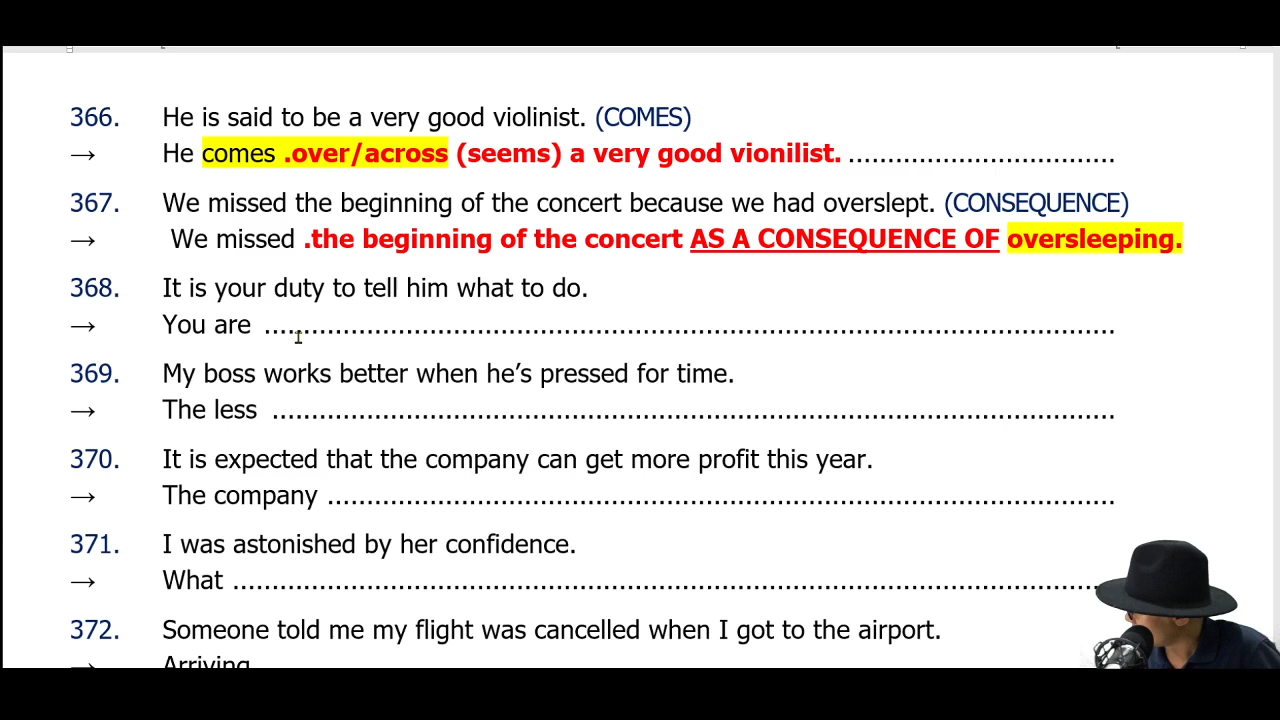 366. He is said to be a very good violinist. (COMES)
→ He comes .over/across (seems) a very good vionilist. ..................................
367. We missed the beginning of the concert because we had overslept. (CONSEQUENCE)
→ We missed .the beginning of the concert AS A CONSEQUENCE OF oversleeping.
368. It is your duty to tell him what to do.
→ You are ............................................................................................................
369. My boss works better when he’s pressed for time.
→ The less ...........................................................................................................
370. It is expected that the company can get more profit this year.
→ The company ....................................................................................................
371. I was astonished by her confidence.
→ What ..............................................................................................................
372. Someone told me my flight was cancelled when I got to the airport.
→ Arriving